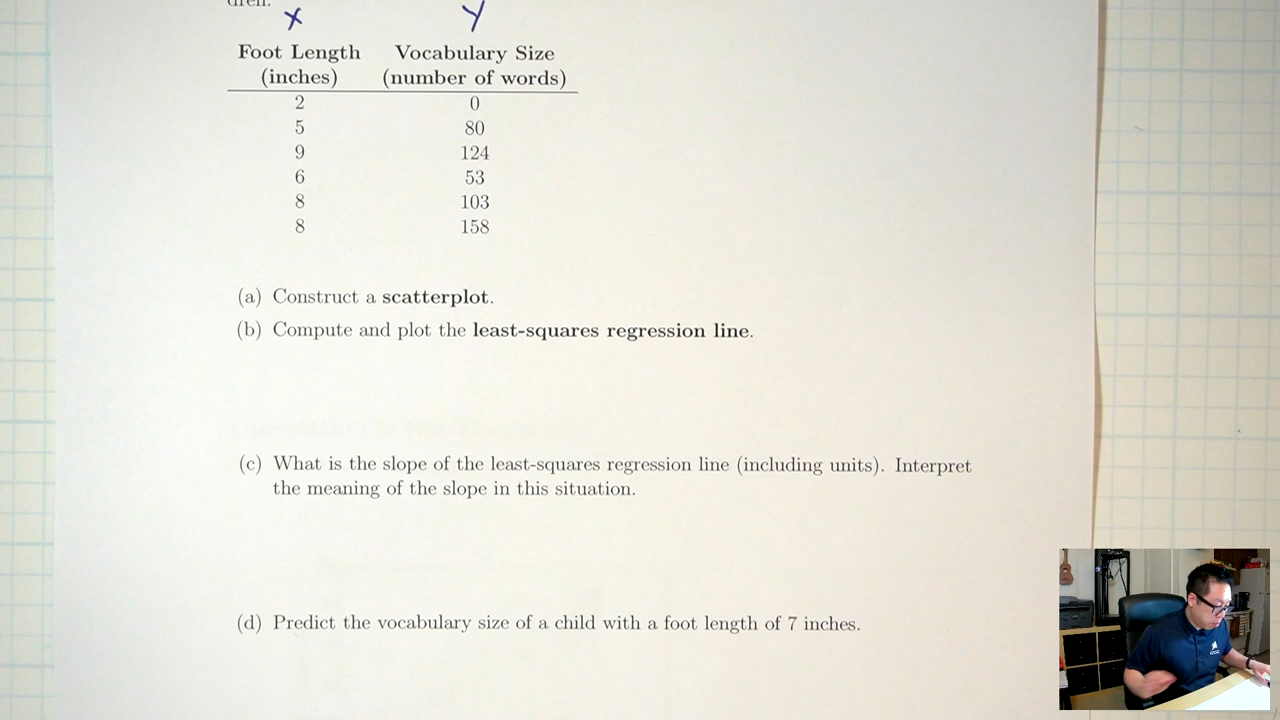 x y
Foot Length Vocabulary Size
(inches) (number of words)
2 0
5 80
9 124
6 53
8 103
8 158
(a) Construct a scatterplot.
(b) Compute and plot the least-squares regression line.
(c) What is the slope of the least-squares regression line (including units). Interpret
the meaning of the slope in this situation.
(d) Predict the vocabulary size of a child with a foot length of 7 inches.